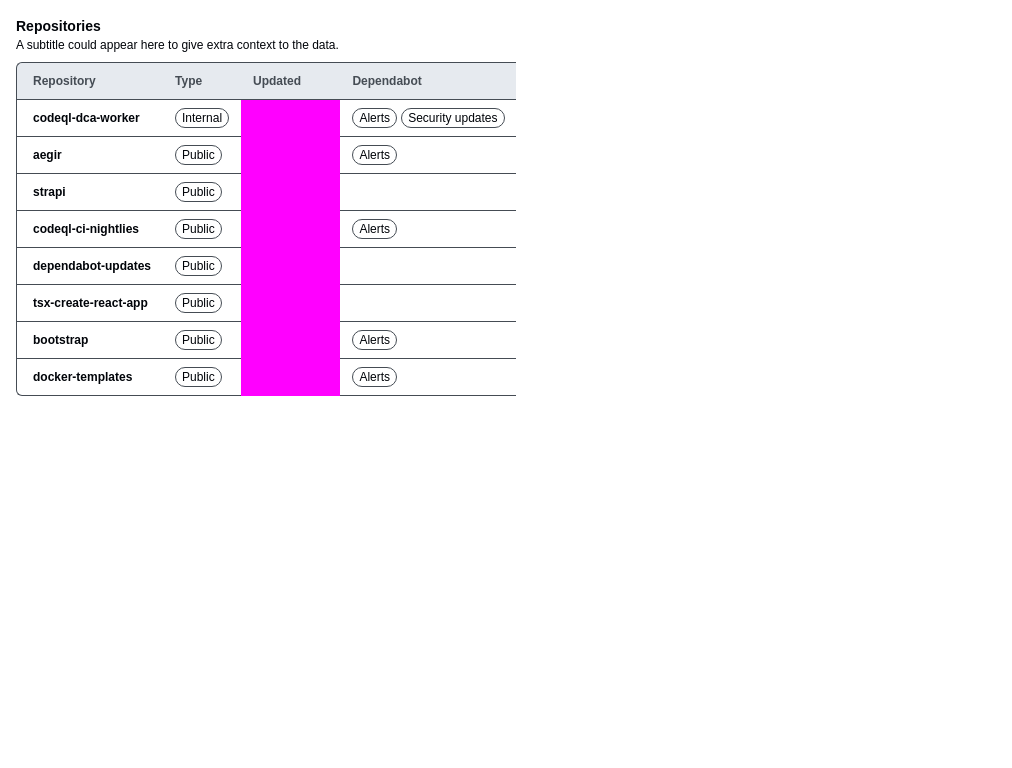 Repositories
A subtitle could appear here to give extra context to the data.
Repository Type Updated Dependabot
codeql-dca-worker Internal Alerts Security updates
aegir Public Alerts
strapi Public
codeql-ci-nightlies Public Alerts
dependabot-updates Public
tsx-create-react-app Public
bootstrap Public Alerts
docker-templates Public Alerts